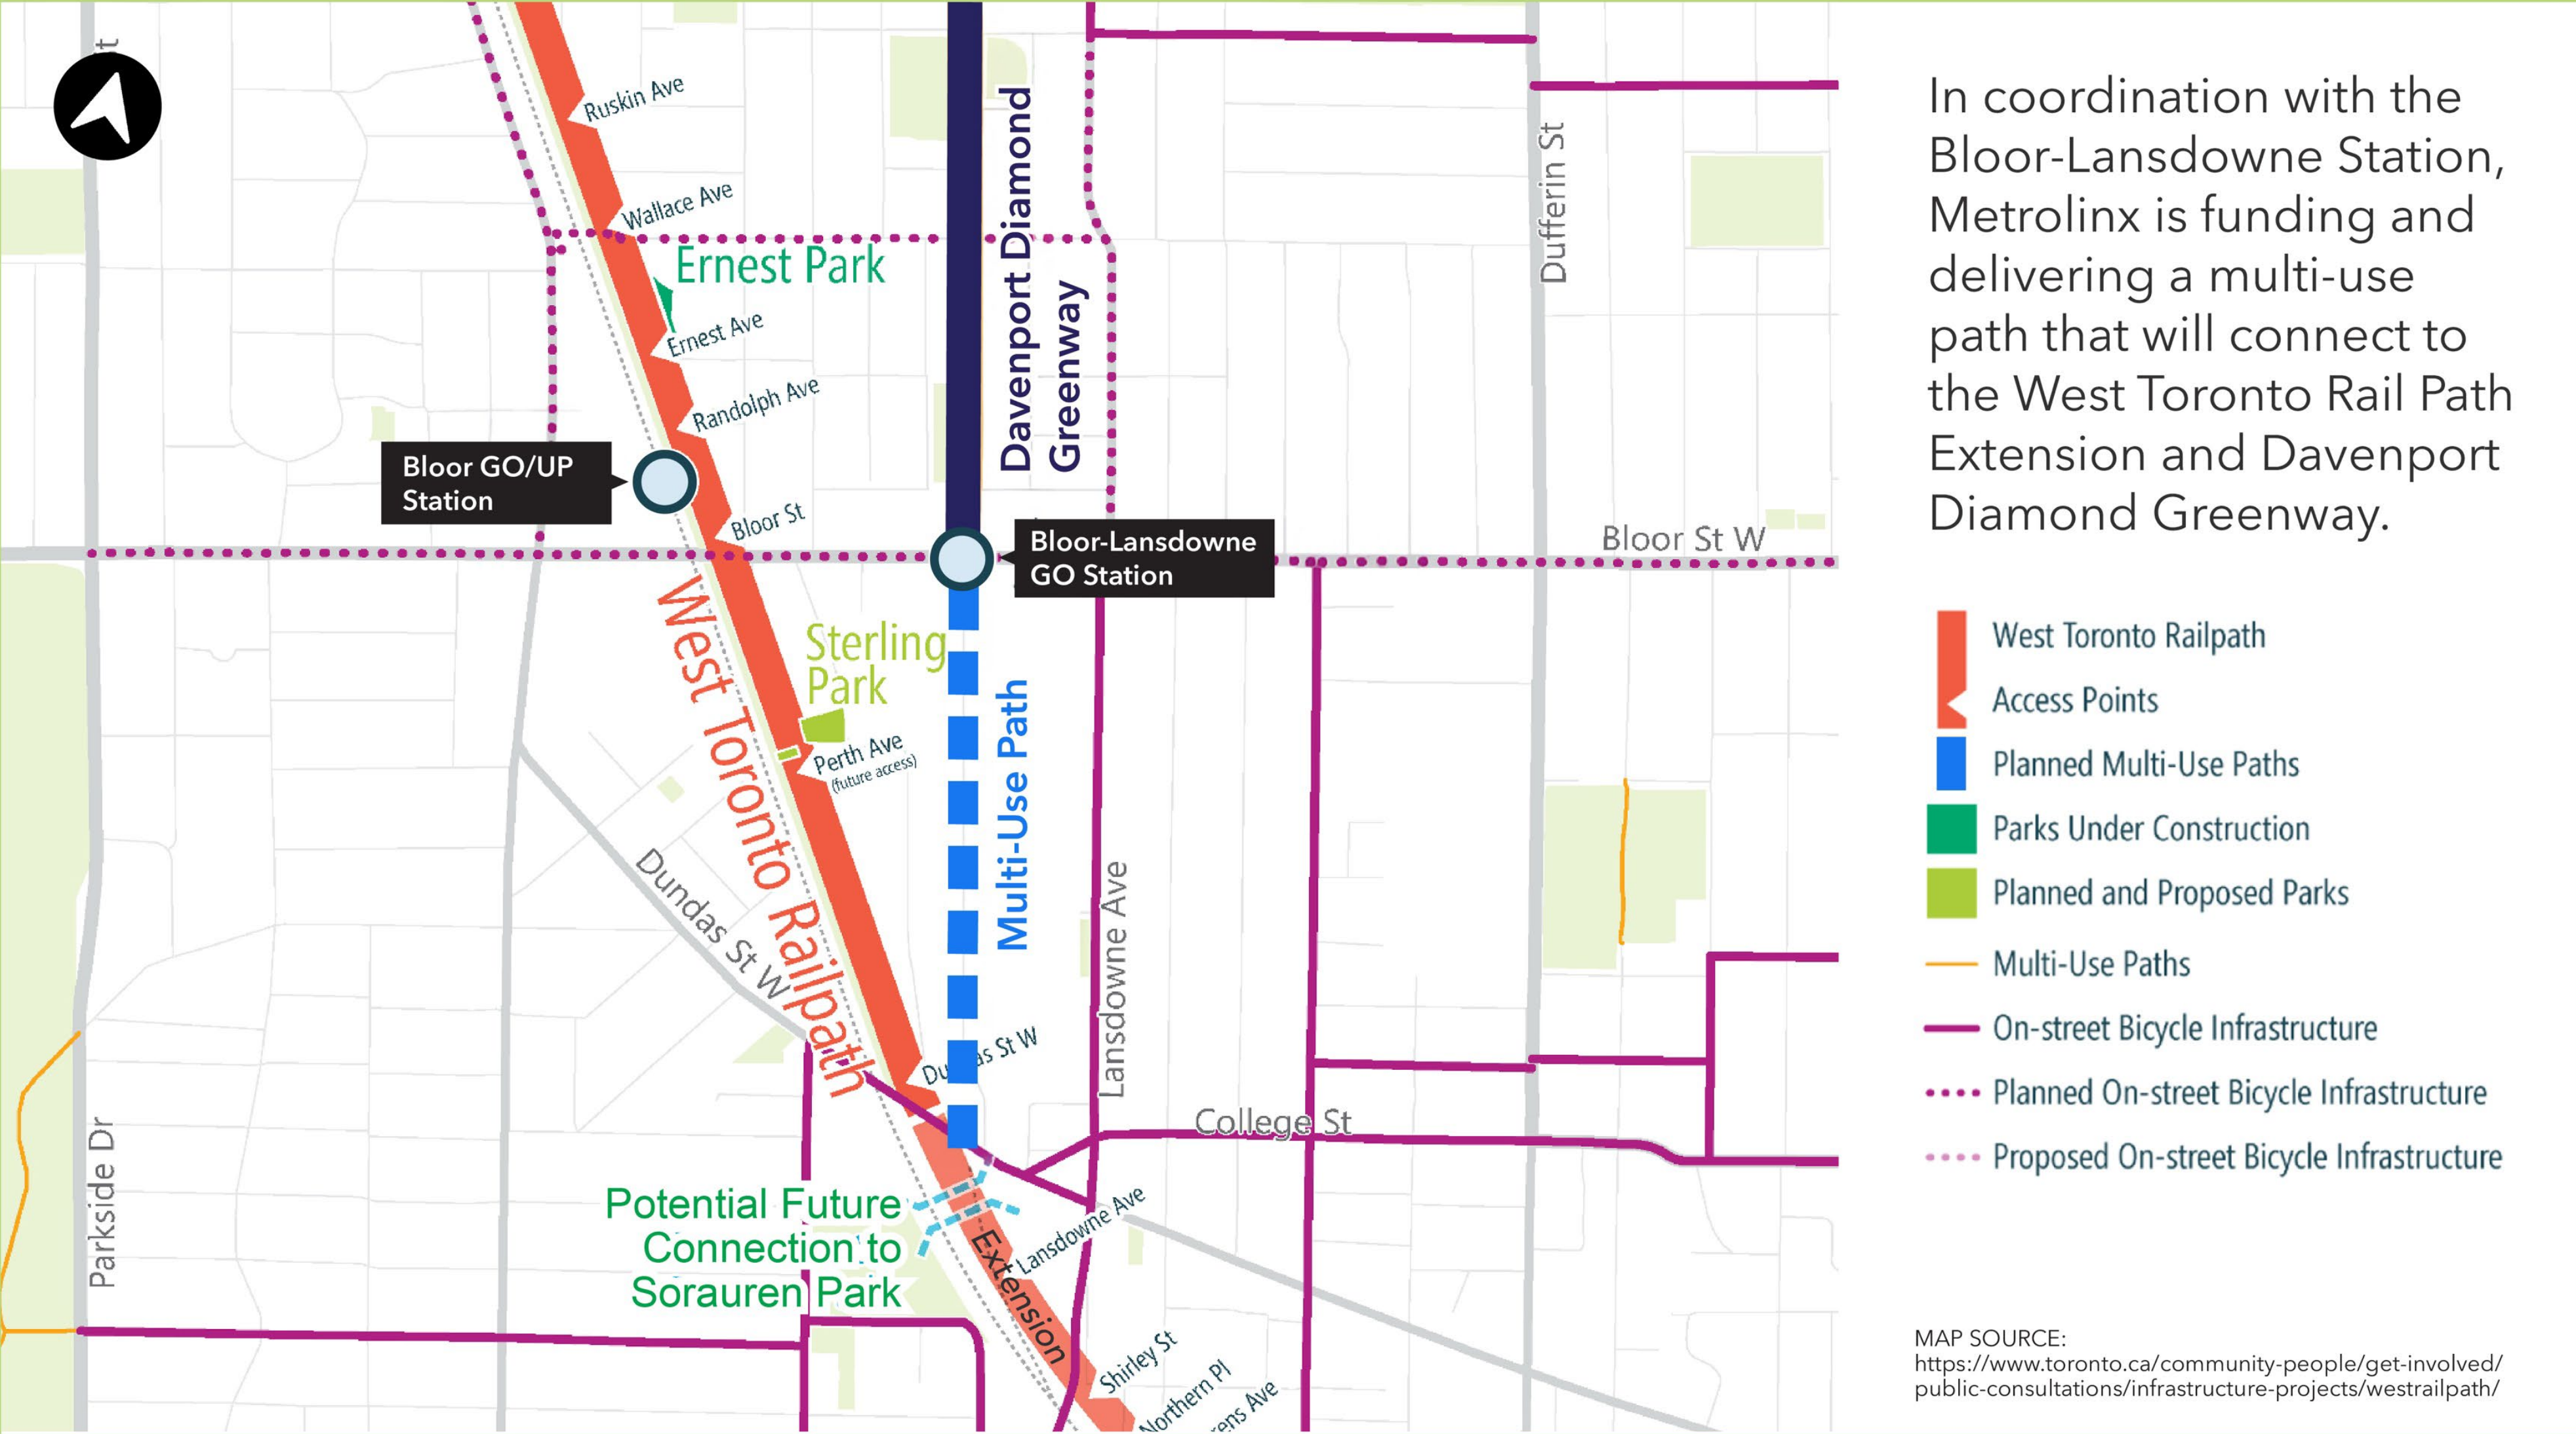 Ruskin Ave
Wallace Ave
Ernest Park
Ernest Ave
Randolph Ave
Davenport Diamond
Greenway
Dufferin St
Bloor GO/UP
Station
Bloor St
Bloor-Lansdowne
GO Station
Bloor St W
West Toronto Railpath
Sterling
Park
Perth Ave
(future access)
Multi-Use Path
Dundas St W
Lansdowne Ave
St W
College St
Parkside Dr
Potential Future
Connection to
Sorauren Park
Extension
Lansdowne Ave
Shirley St
Northern Pl
Ave
In coordination with the
Bloor-Lansdowne Station,
Metrolinx is funding and
delivering a multi-use
path that will connect to
the West Toronto Rail Path
Extension and Davenport
Diamond Greenway.
West Toronto Railpath
Access Points
Planned Multi-Use Paths
Parks Under Construction
Planned and Proposed Parks
Multi-Use Paths
On-street Bicycle Infrastructure
Planned On-street Bicycle Infrastructure
Proposed On-street Bicycle Infrastructure
MAP SOURCE:
https://www.toronto.ca/community-people/get-involved/
public-consultations/infrastructure-projects/westrailpath/